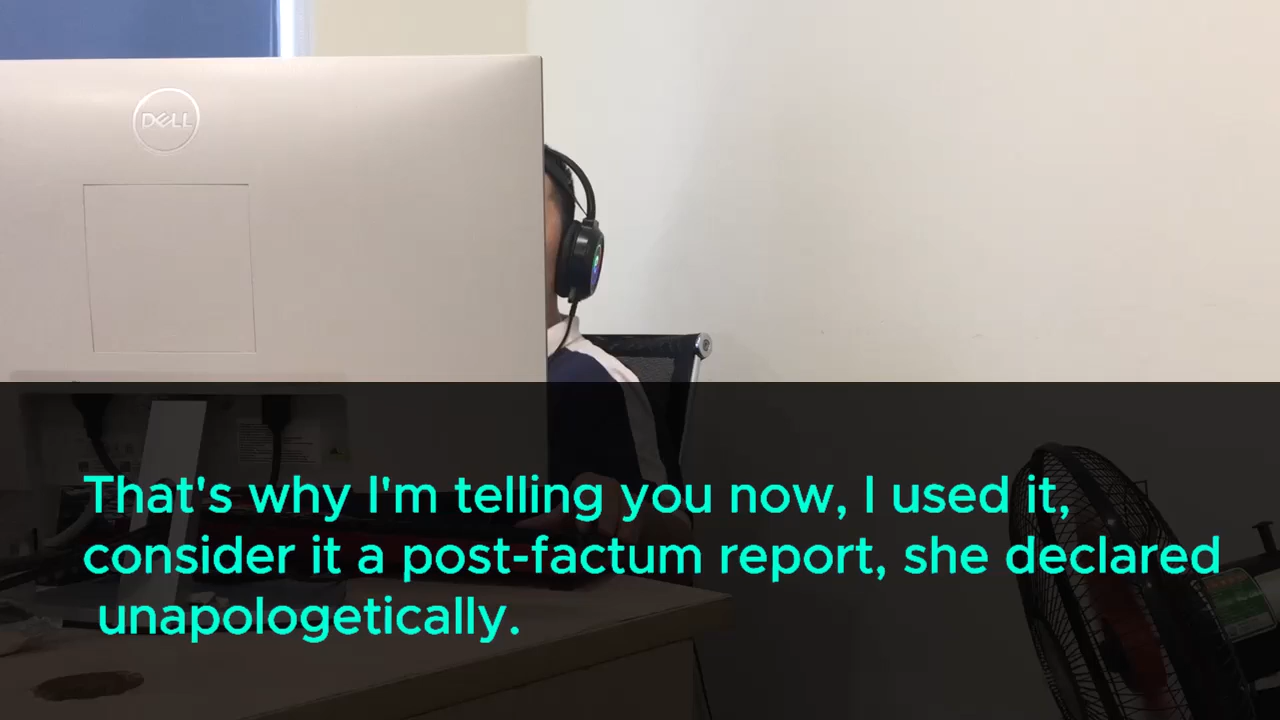 DELL
That's why I'm telling you now, I used it,
consider it a post-factum report, she declared
unapologetically.